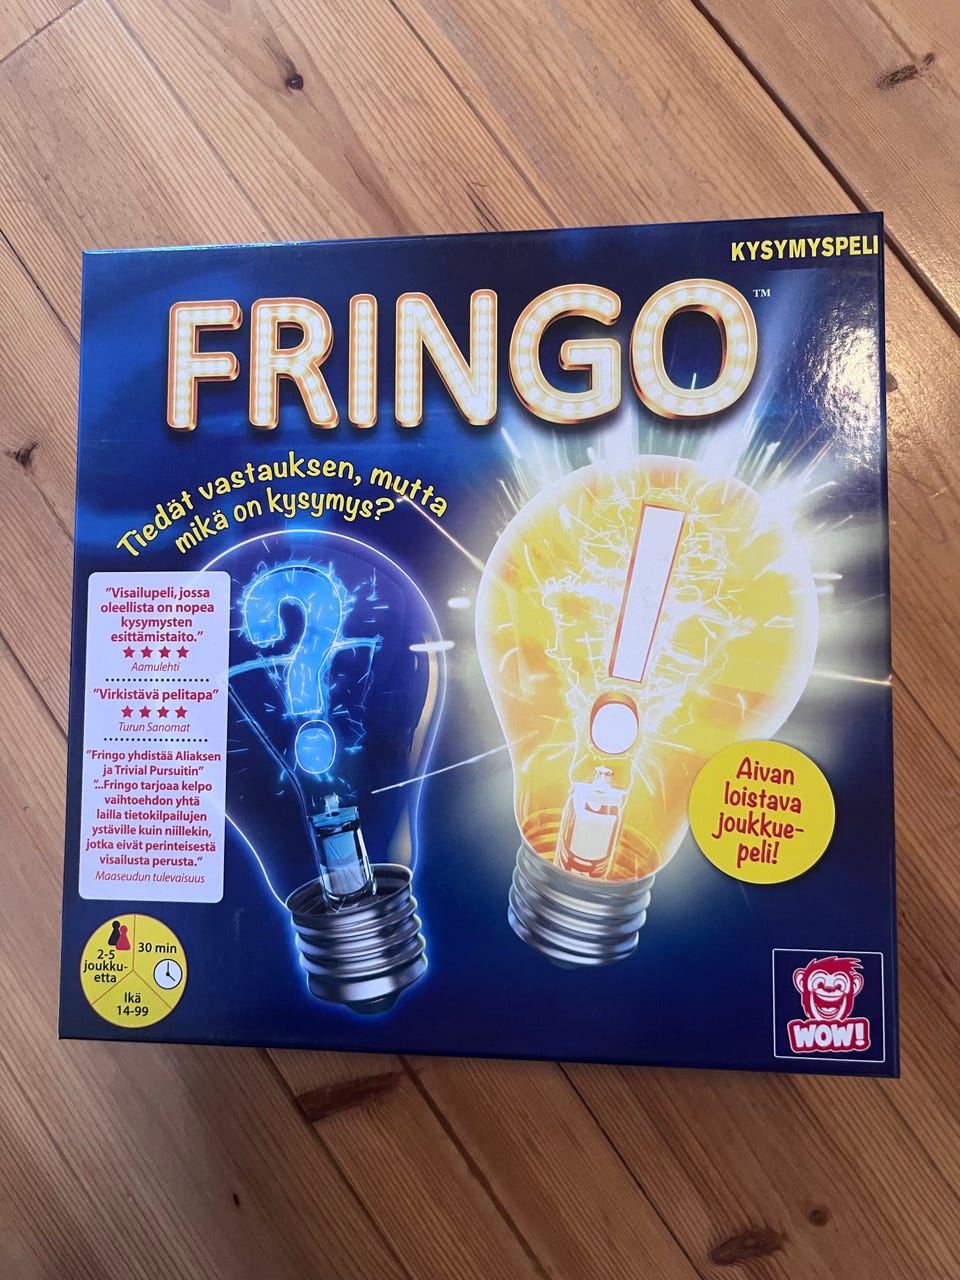 KYSYMYSPELI
FRINGO™
Tiedät vastauksen, mutta
mikä on kysymys?
"Visailupeli, jossa
oleellista on nopea
kysymysten
esittämistaito."
Aamulehti
"Virkistävä pelitapa"
Turun Sanomat
"Fringo yhdistää Aliaksen
ja Trivial Pursuitin"
"...Fringo tarjoaa kelpo
vaihtoehdon yhtä
lailla tietokilpailujen
ystäville kuin niillekin,
jotka eivät perinteisestä
visailusta perusta."
Maaseudun tulevaisuus
Aivan
loistava
joukkue-
peli!
2-5
joukku-
etta
30 min
Ikä
14-99
WOW!